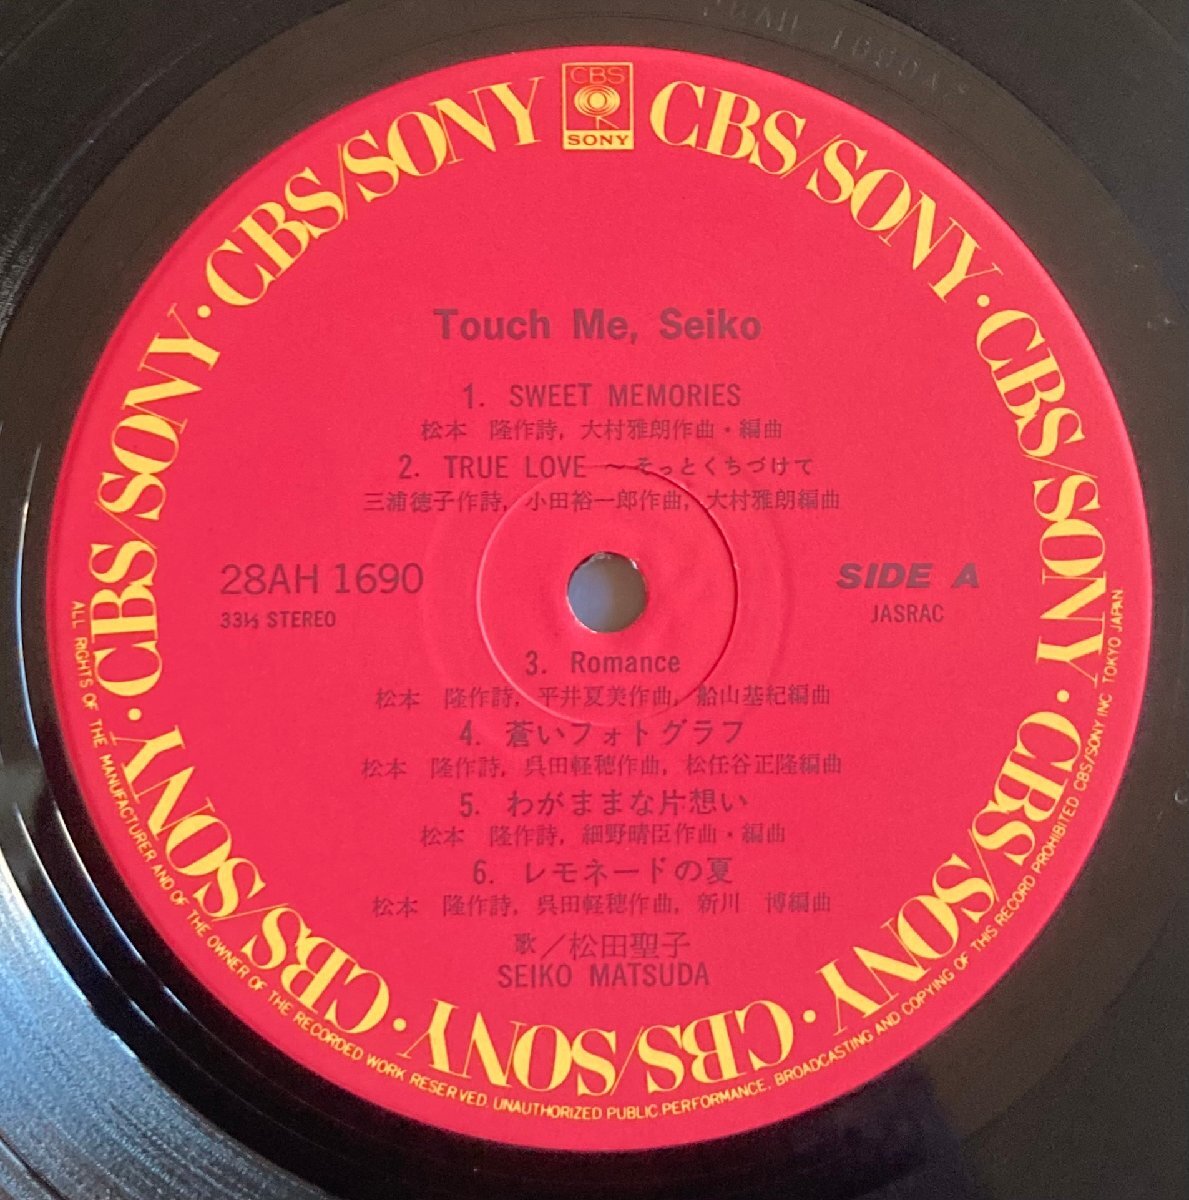 CBS
SONY
CBS/SONY · CBS/SONY · CBS/SONY · CBS/SONY · CBS/SONY · CBS/SONY · CBS/SONY · CBS/SONY
Touch Me, Seiko
1. SWEET MEMORIES
松本 隆作詩, 大村雅朗作曲・編曲
2. TRUE LOVE ～そっとくちづけて
三浦徳子作詩, 小田裕一郎作曲, 大村雅朗編曲
28AH 1690
33⅓ STEREO
SIDE A
JASRAC
3. Romance
松本 隆作詩, 平井夏美作曲, 船山基紀編曲
4. 蒼いフォトグラフ
松本 隆作詩, 呉田軽穂作曲, 松任谷正隆編曲
5. わがままな片想い
松本 隆作詩, 細野晴臣作曲・編曲
6. レモネードの夏
松本 隆作詩, 呉田軽穂作曲, 新川 博編曲
歌／松田聖子
SEIKO MATSUDA
ALL RIGHTS OF THE MANUFACTURER AND OF THE OWNER OF THE RECORDED WORK RESERVED. UNAUTHORIZED PUBLIC PERFORMANCE, BROADCASTING AND COPYING OF THIS RECORD PROHIBITED CBS/SONY INC TOKYO JAPAN